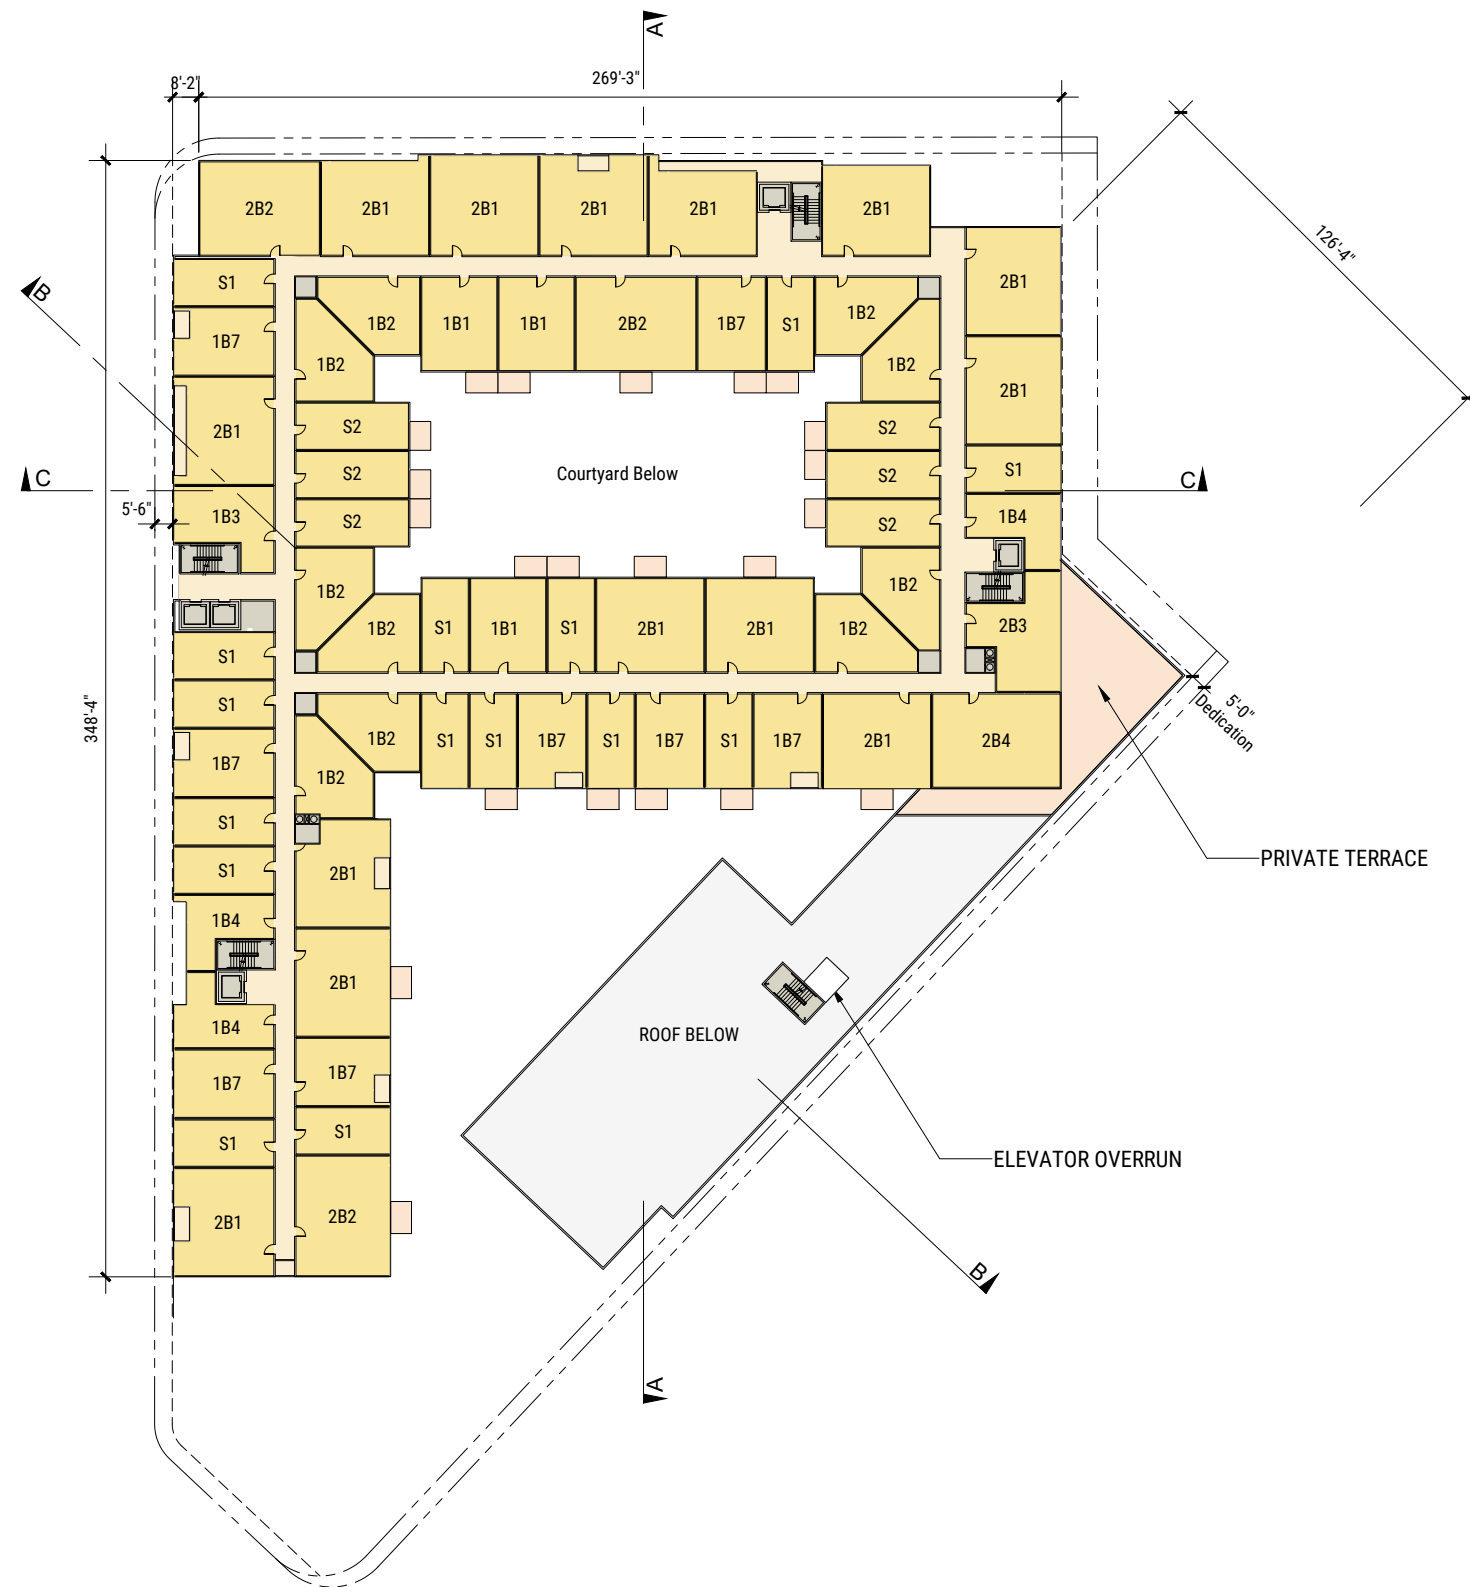 A
8'-2"
269'-3"
126'-4"
2B2
2B1
2B1
2B1
2B1
2B1
S1
2B1
B
1B2
1B1
1B1
2B2
1B7
S1
1B2
1B7
1B2
1B2
2B1
S2
S2
2B1
C
S2
Courtyard Below
S2
S1
C
5'-6"
1B3
S2
S2
1B4
1B2
1B2
2B3
1B2
S1
1B1
S1
2B1
2B1
1B2
S1
348'-4"
S1
5'-0"
Dedication
1B2
S1
S1
1B7
S1
1B7
S1
1B7
2B1
2B4
1B7
1B2
S1
PRIVATE TERRACE
S1
2B1
1B4
2B1
1B4
ROOF BELOW
1B7
1B7
S1
S1
ELEVATOR OVERRUN
2B1
2B2
B
A